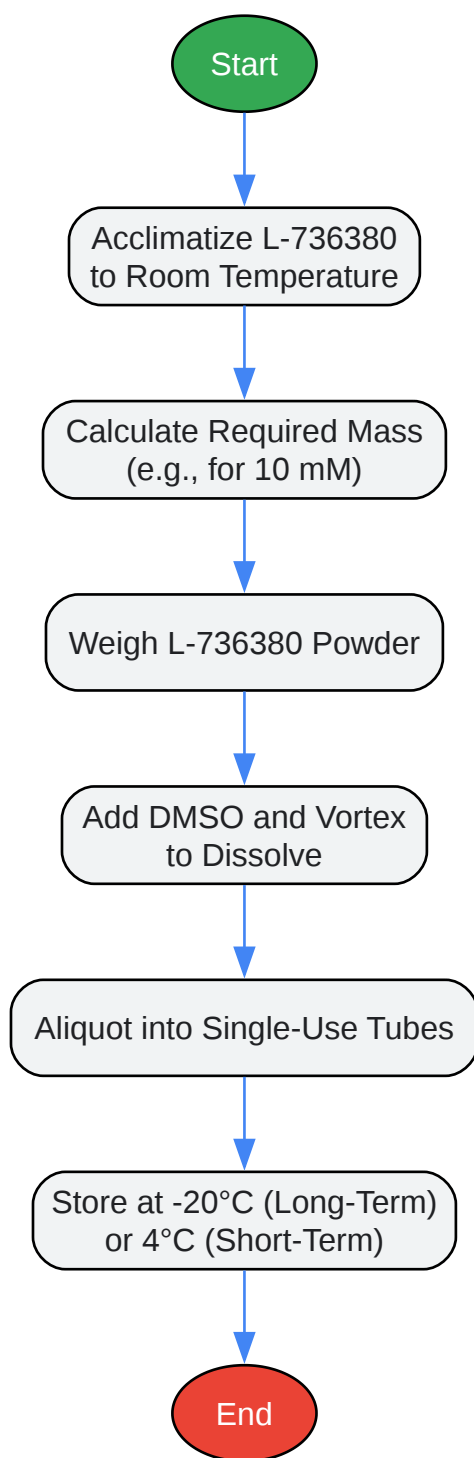 Start
Acclimatize L-736380
to Room Temperature
Calculate Required Mass
(e.g., for 10 mM)
Weigh L-736380 Powder
Add DMSO and Vortex
to Dissolve
Aliquot into Single-Use Tubes
Store at -20°C (Long-Term)
or 4°C (Short-Term)
End